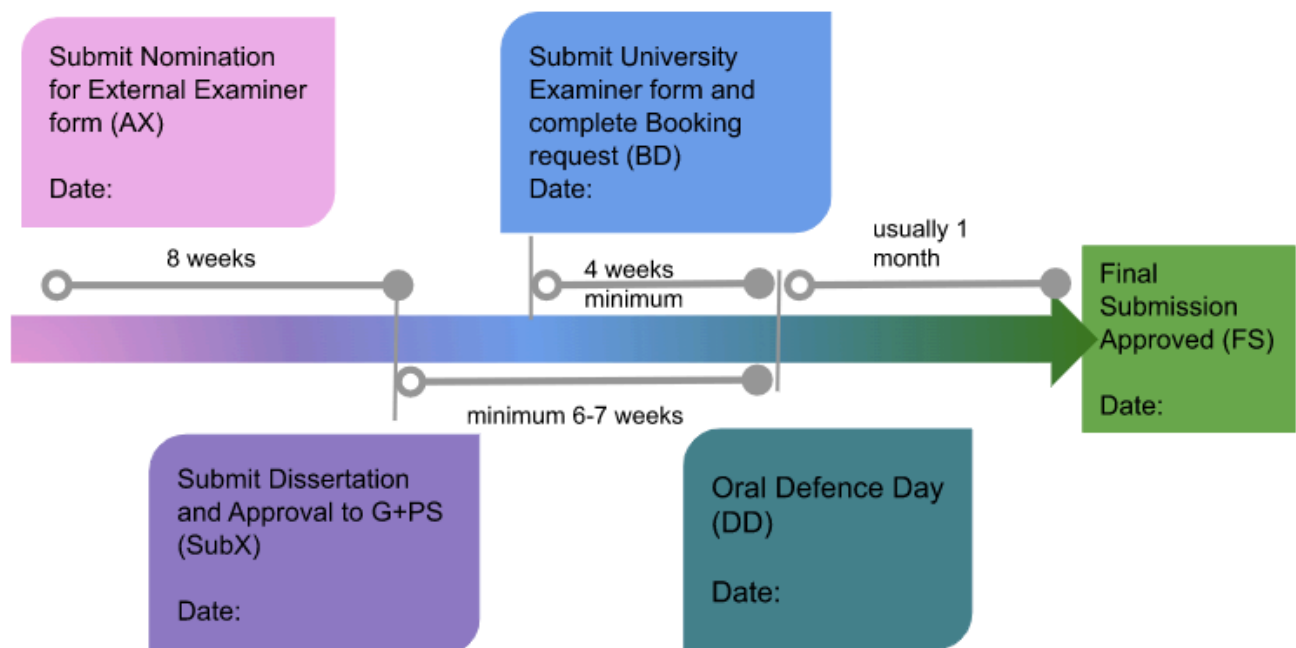 Submit Nomination
for External Examiner
form (AX)
Date:
Submit University
Examiner form and
complete Booking
request (BD)
Date:
8 weeks
4 weeks
minimum
usually 1
month
Final
Submission
Approved (FS)
Date:
minimum 6-7 weeks
Submit Dissertation
and Approval to G+PS
(SubX)
Date:
Oral Defence Day
(DD)
Date: